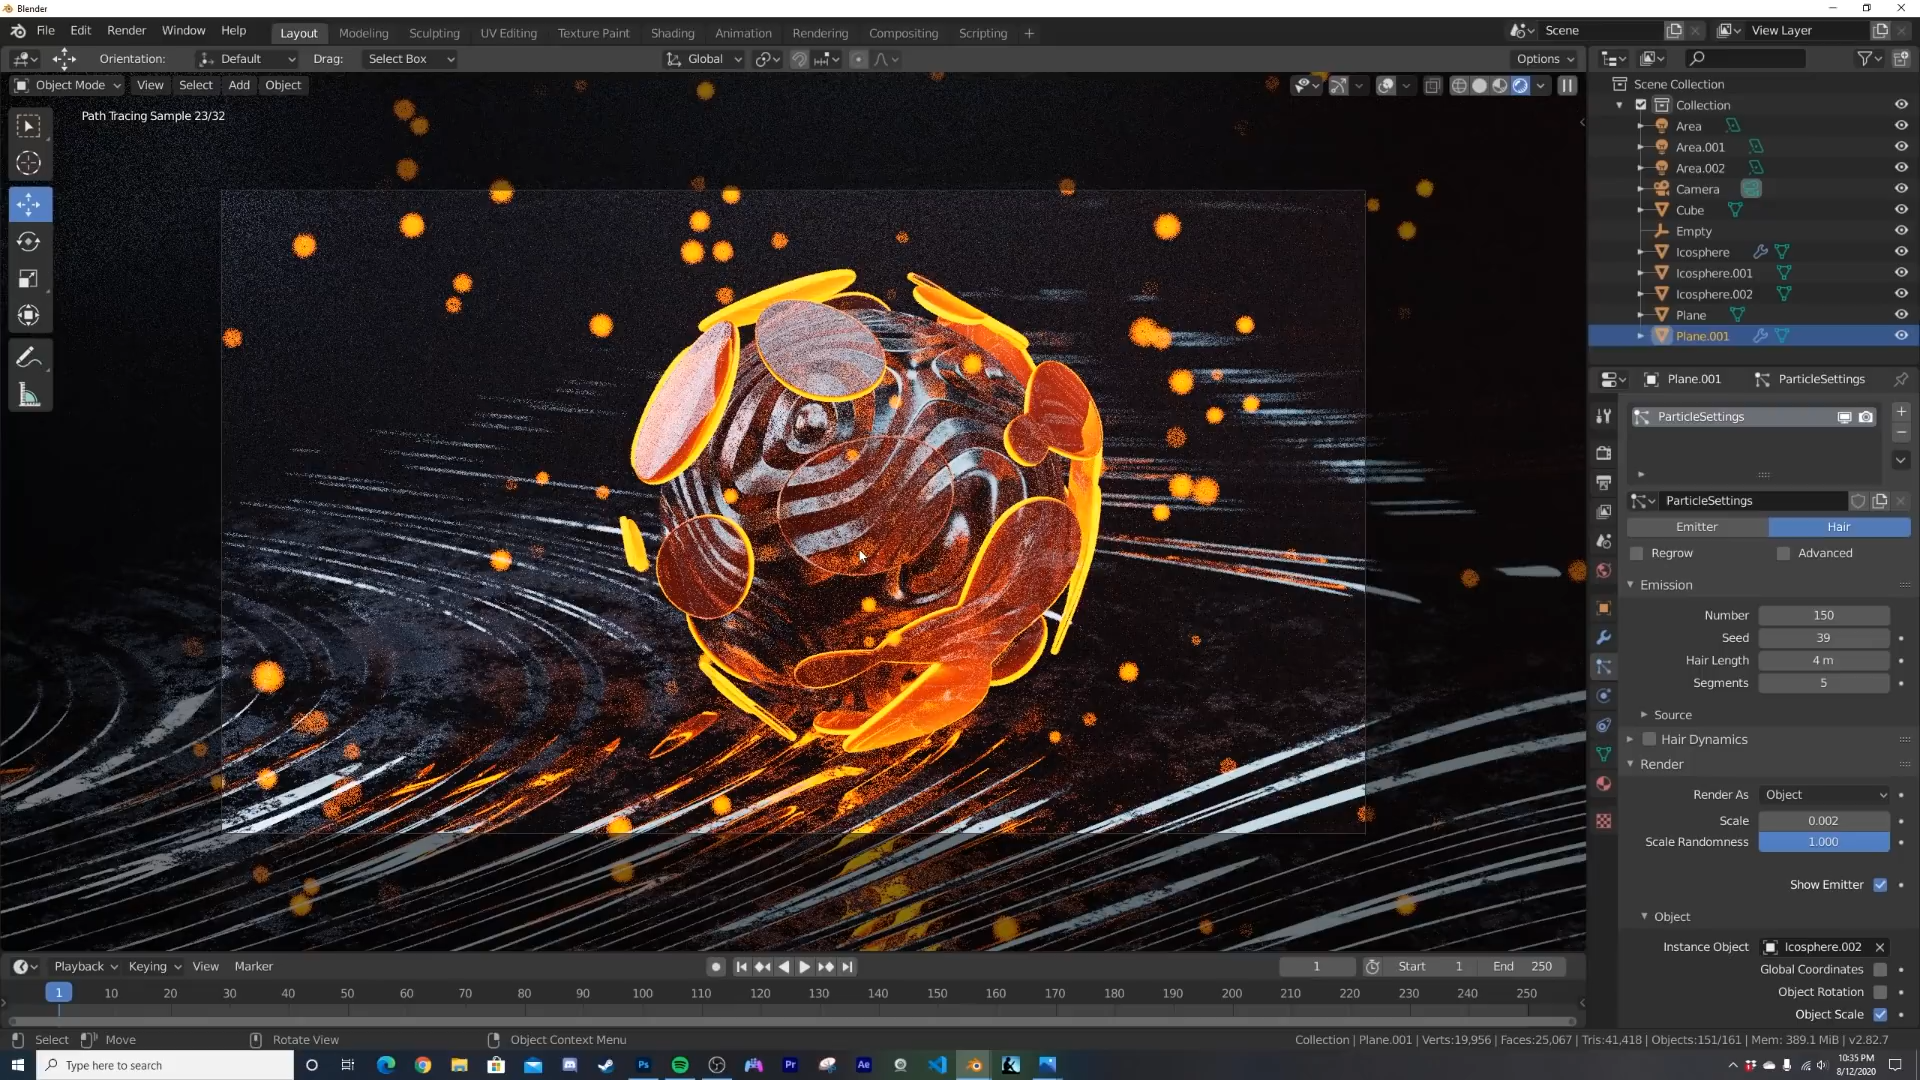 Blender
File Edit Render Window Help
Layout Modeling Sculpting UV Editing Texture Paint Shading Animation Rendering Compositing Scripting +
Scene
View Layer
Orientation: Default Drag: Select Box
Global
Options
Object Mode View Select Add Object
Path Tracing Sample 23/32
Scene Collection
Collection
Area
Area.001
Area.002
Camera
Cube
Empty
Icosphere
Icosphere.001
Icosphere.002
Plane
Plane.001
Plane.001 ParticleSettings
ParticleSettings
ParticleSettings
Emitter Hair
Regrow Advanced
Emission
Number 150
Seed 39
Hair Length 4 m
Segments 5
Source
Hair Dynamics
Render
Render As Object
Scale 0.002
Scale Randomness 1.000
Show Emitter
Object
Instance Object Icosphere.002
Global Coordinates
Object Rotation
Object Scale
Playback Keying View Marker
1 Start 1 End 250
1 10 20 30 40 50 60 70 80 90 100 110 120 130 140 150 160 170 180 190 200 210 220 230 240 250
Select Move Rotate View Object Context Menu
Collection | Plane.001 | Verts:19,956 | Faces:25,067 | Tris:41,418 | Objects:151/161 | Mem: 389.1 MiB | v2.82.7
Type here to search
Ps
Pr
Ae
10:35 PM
8/12/2020